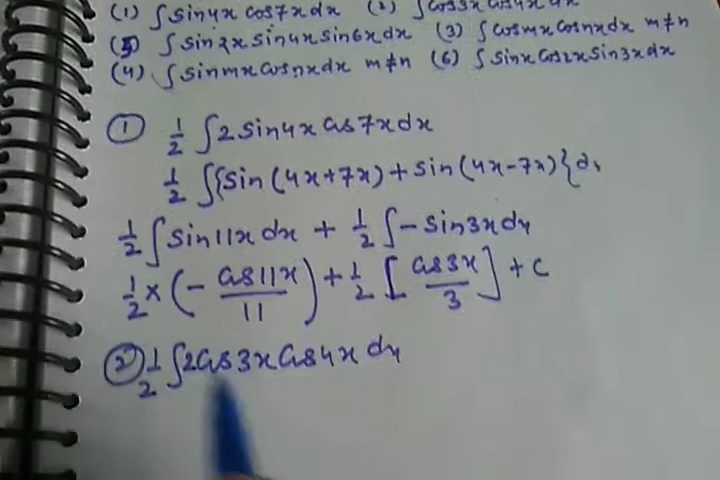 (1) ∫ sin4x cos7x dx (2) ∫ cos3x cos4x dx
(5) ∫ sin2x sin4x sin6x dx (3) ∫ cosmx cosnx dx m≠n
(4) ∫ sinmx cosnx dx m≠n (6) ∫ sinx cos2x sin3x dx
① 1/2 ∫ 2 sin4x cos7x dx
1/2 ∫ {sin (4x+7x) + sin (4x-7x)} d
1/2 ∫ sin11x dx + 1/2 ∫ - sin3x dx
1/2 × (- cos11x/11) + 1/2 [cos3x/3] + c
② 1/2 ∫ 2cos3x cos4x dx